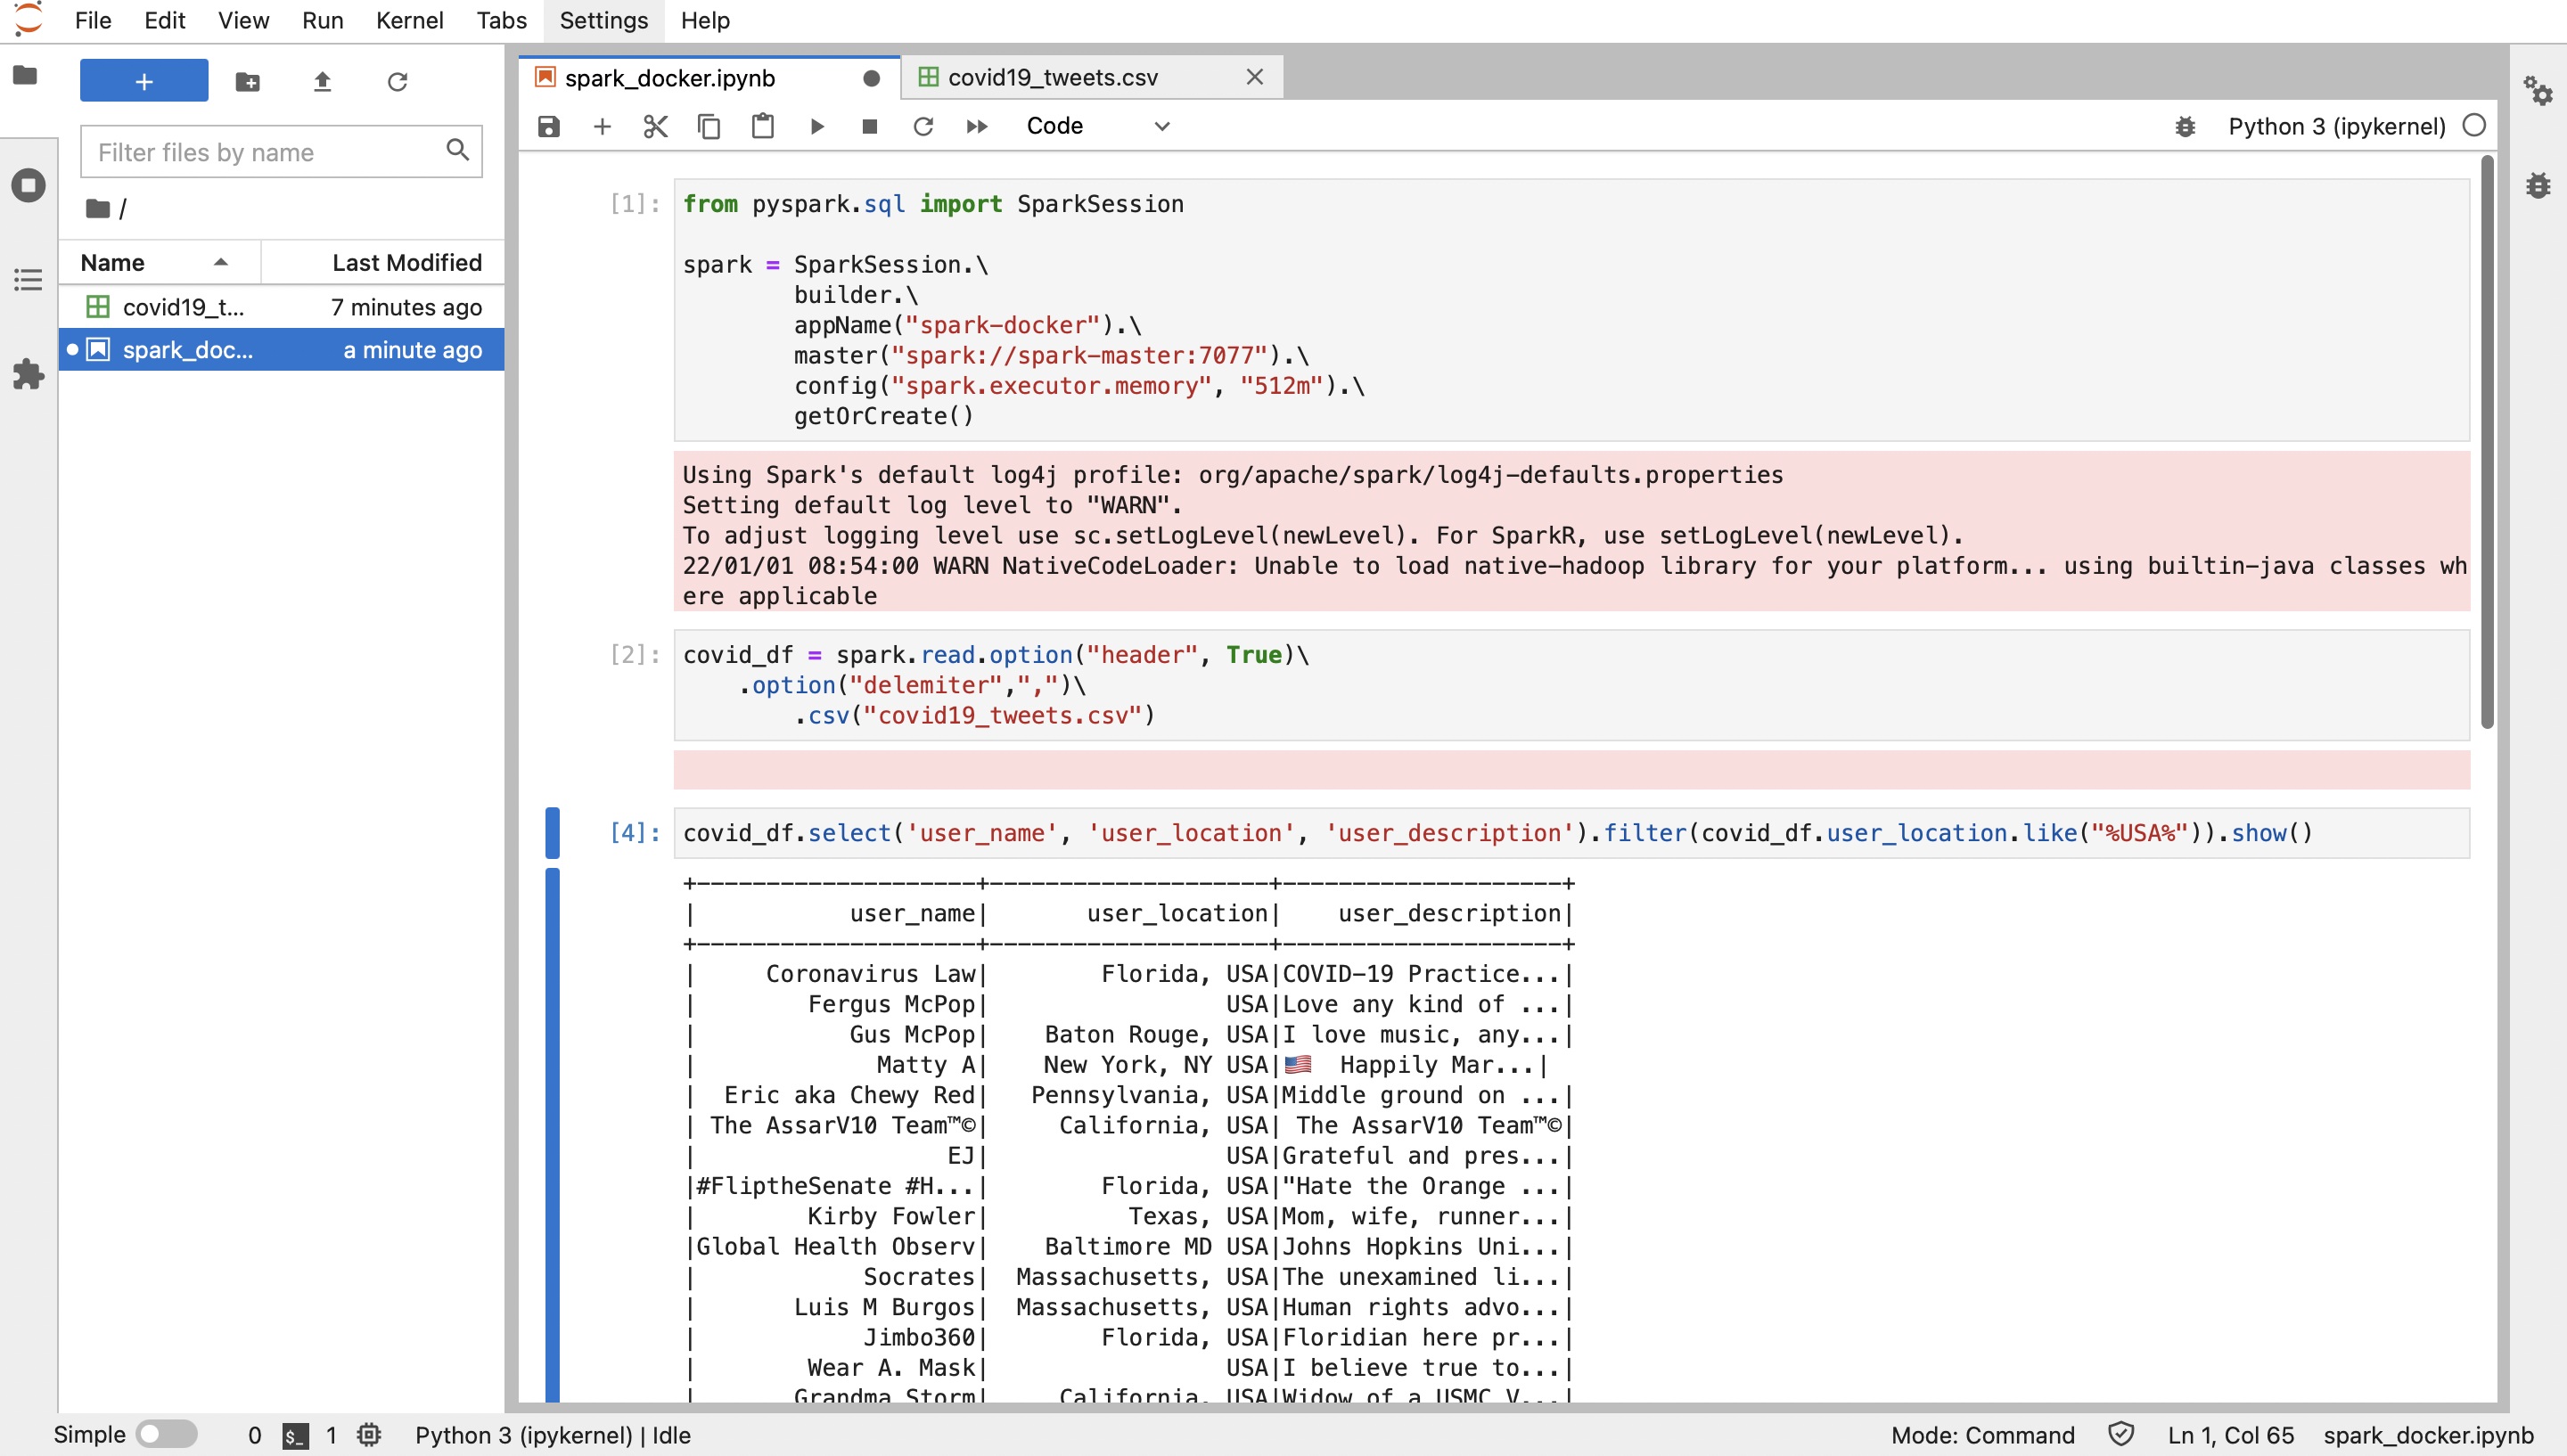 File Edit View Run Kernel Tabs Settings Help
+
Filter files by name
/
Name Last Modified
covid19_t... 7 minutes ago
spark_doc... a minute ago
spark_docker.ipynb
covid19_tweets.csv
Code
Python 3 (ipykernel)
[1]:
from pyspark.sql import SparkSession
spark = SparkSession.\
builder.\
appName("spark-docker").\
master("spark://spark-master:7077").\
config("spark.executor.memory", "512m").\
getOrCreate()
Using Spark's default log4j profile: org/apache/spark/log4j-defaults.properties
Setting default log level to "WARN".
To adjust logging level use sc.setLogLevel(newLevel). For SparkR, use setLogLevel(newLevel).
22/01/01 08:54:00 WARN NativeCodeLoader: Unable to load native-hadoop library for your platform... using builtin-java classes wh
ere applicable
[2]:
covid_df = spark.read.option("header", True)\
.option("delemiter",",")\
.csv("covid19_tweets.csv")
[4]:
covid_df.select('user_name', 'user_location', 'user_description').filter(covid_df.user_location.like("%USA%")).show()
+--------------------+--------------------+--------------------+
| user_name| user_location| user_description|
+--------------------+--------------------+--------------------+
| Coronavirus Law| Florida, USA|COVID-19 Practice...|
| Fergus McPop| USA|Love any kind of ...|
| Gus McPop| Baton Rouge, USA|I love music, any...|
| Matty A| New York, NY USA|🇺🇸 Happily Mar...|
| Eric aka Chewy Red| Pennsylvania, USA|Middle ground on ...|
| The AssarV10 Team™©| California, USA| The AssarV10 Team™©|
| EJ| USA|Grateful and pres...|
|#FliptheSenate #H...| Florida, USA|"Hate the Orange ...|
| Kirby Fowler| Texas, USA|Mom, wife, runner...|
|Global Health Observ| Baltimore MD USA|Johns Hopkins Uni...|
| Socrates| Massachusetts, USA|The unexamined li...|
| Luis M Burgos| Massachusetts, USA|Human rights advo...|
| Jimbo360| Florida, USA|Floridian here pr...|
| Wear A. Mask| USA|I believe true to...|
| Grandma Storm| California, USA|Widow of a USMC V...|
Simple 0 $_ 1 Python 3 (ipykernel) | Idle Mode: Command Ln 1, Col 65 spark_docker.ipynb